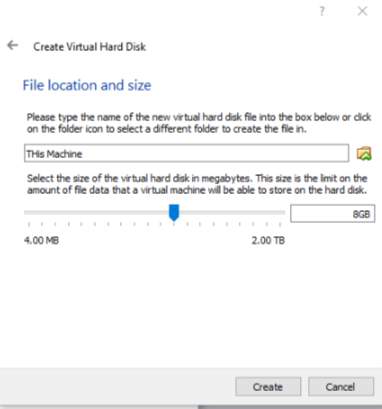 ?
Create Virtual Hard Disk
File location and size
Please type the name of the new virtual hard disk file into the box below or click
on the folder icon to select a different folder to create the file in.
THis Machine
Select the size of the virtual hard disk in megabytes. This size is the limit on the
amount of file data that a virtual machine will be able to store on the hard disk.
8GB
4.00 MB 2.00 TB
Create Cancel